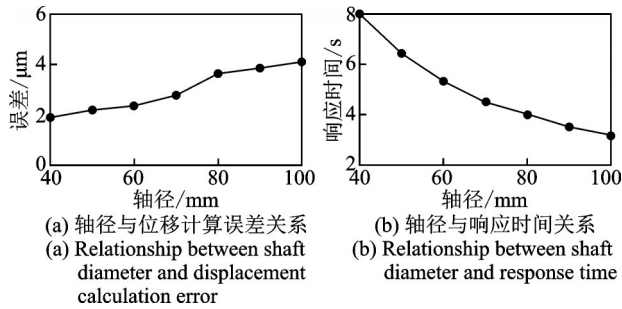 8
6
4
2
0
误差/μm
40
60
80
100
轴径/mm
(a) 轴径与位移计算误差关系
(a) Relationship between shaft
diameter and displacement
calculation error
8
6
4
2
响应时间/s
40
60
80
100
轴径/mm
(b) 轴径与响应时间关系
(b) Relationship between shaft
diameter and response time